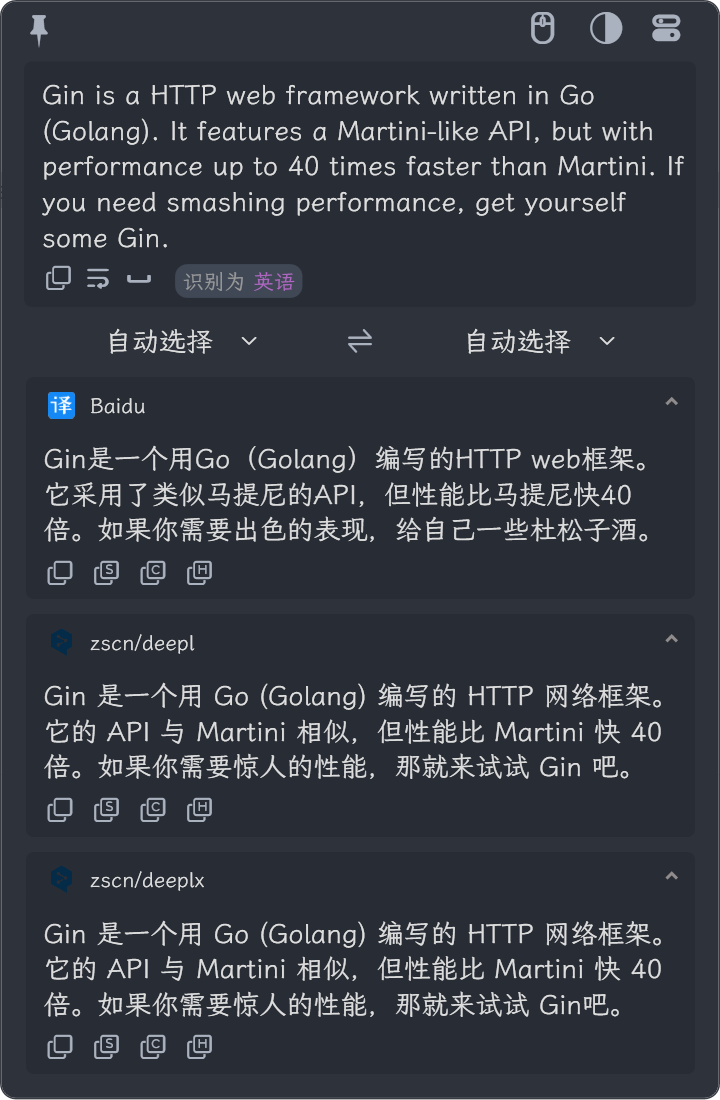 Gin is a HTTP web framework written in Go
(Golang). It features a Martini-like API, but with
performance up to 40 times faster than Martini. If
you need smashing performance, get yourself
some Gin.
识别为 英语
自动选择 自动选择
译 Baidu
Gin是一个用Go（Golang）编写的HTTP web框架。
它采用了类似马提尼的API，但性能比马提尼快40
倍。如果你需要出色的表现，给自己一些杜松子酒。
S C H
zscn/deepl
Gin 是一个用 Go (Golang) 编写的 HTTP 网络框架。
它的 API 与 Martini 相似，但性能比 Martini 快 40
倍。如果你需要惊人的性能，那就来试试 Gin 吧。
S C H
zscn/deeplx
Gin 是一个用 Go (Golang) 编写的 HTTP 网络框架。
它的 API 与 Martini 相似，但性能比 Martini 快 40
倍。如果你需要惊人的性能，那就来试试 Gin吧。
S C H